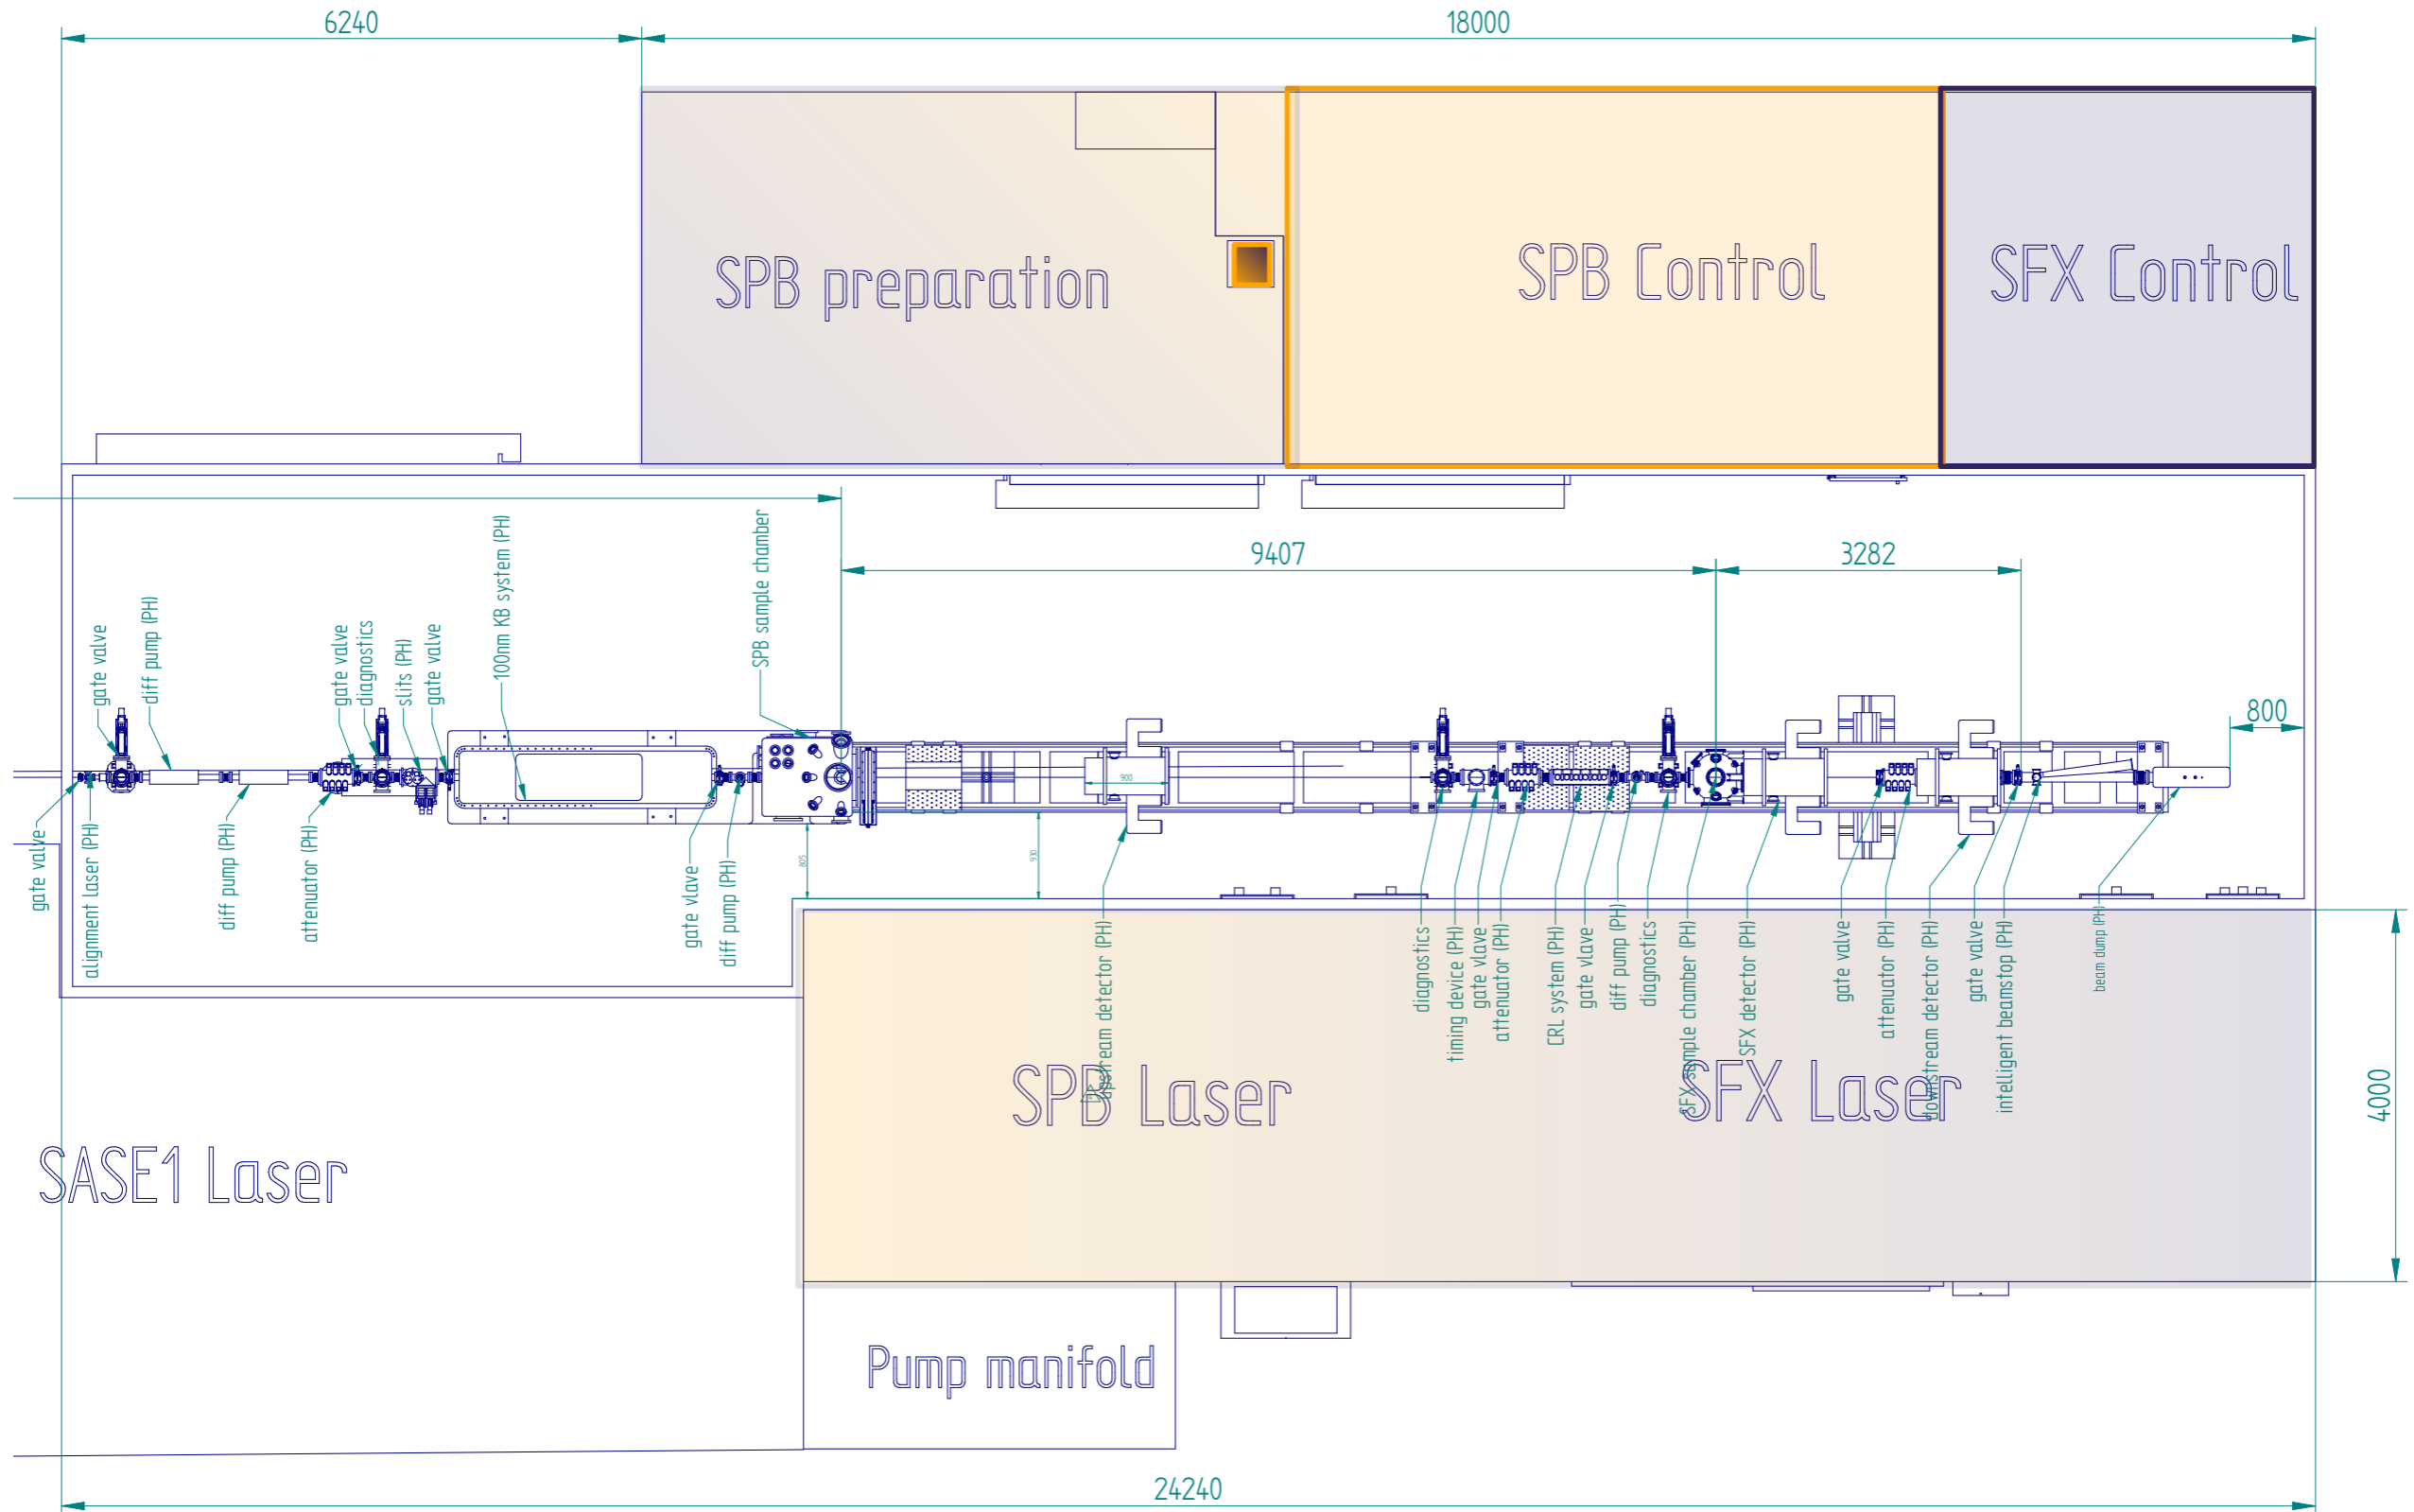 6240
18000
SPB preparation
SPB Control
SFX Control
9407
3282
800
gate valve
diff pump (PH)
gate valve
diagnostics
slits (PH)
gate valve
100nm KB system (PH)
SPB sample chamber
900
805
930
gate valve
alignment laser (PH)
diff pump (PH)
attenuator (PH)
gate vlave
diff pump (PH)
upstream detector (PH)
diagnostics
timing device (PH)
gate vlave
attenuator (PH)
CRL system (PH)
gate vlave
diff pump (PH)
diagnostics
SFX sample chamber (PH)
SFX detector (PH)
gate valve
attenuator (PH)
downstream detector (PH)
gate valve
intelligent beamstop (PH)
beam dump (PH)
SPB Laser
SFX Laser
4000
SASE1 Laser
Pump manifold
24240